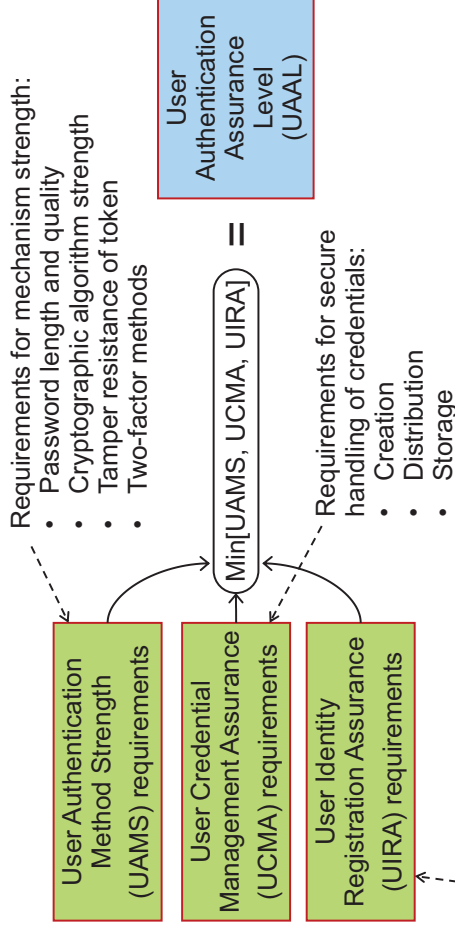 Requirements for mechanism strength:
• Password length and quality
• Cryptographic algorithm strength
• Tamper resistance of token
• Two-factor methods
User Authentication
Method Strength
(UAMS) requirements
User Credential
Management Assurance
(UCMA) requirements
User Identity
Registration Assurance
(UIRA) requirements
Min[UAMS, UCMA, UIRA]
=
User
Authentication
Assurance
Level
(UAAL)
Requirements for secure
handling of credentials:
• Creation
• Distribution
• Storage